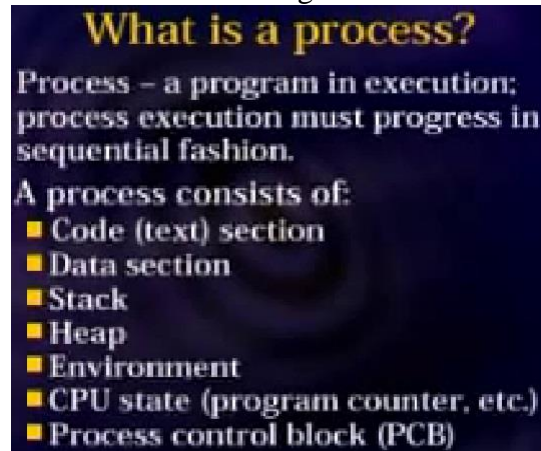 What is a process?
Process – a program in execution;
process execution must progress in
sequential fashion.
A process consists of:
Code (text) section
Data section
Stack
Heap
Environment
CPU state (program counter, etc.)
Process control block (PCB)